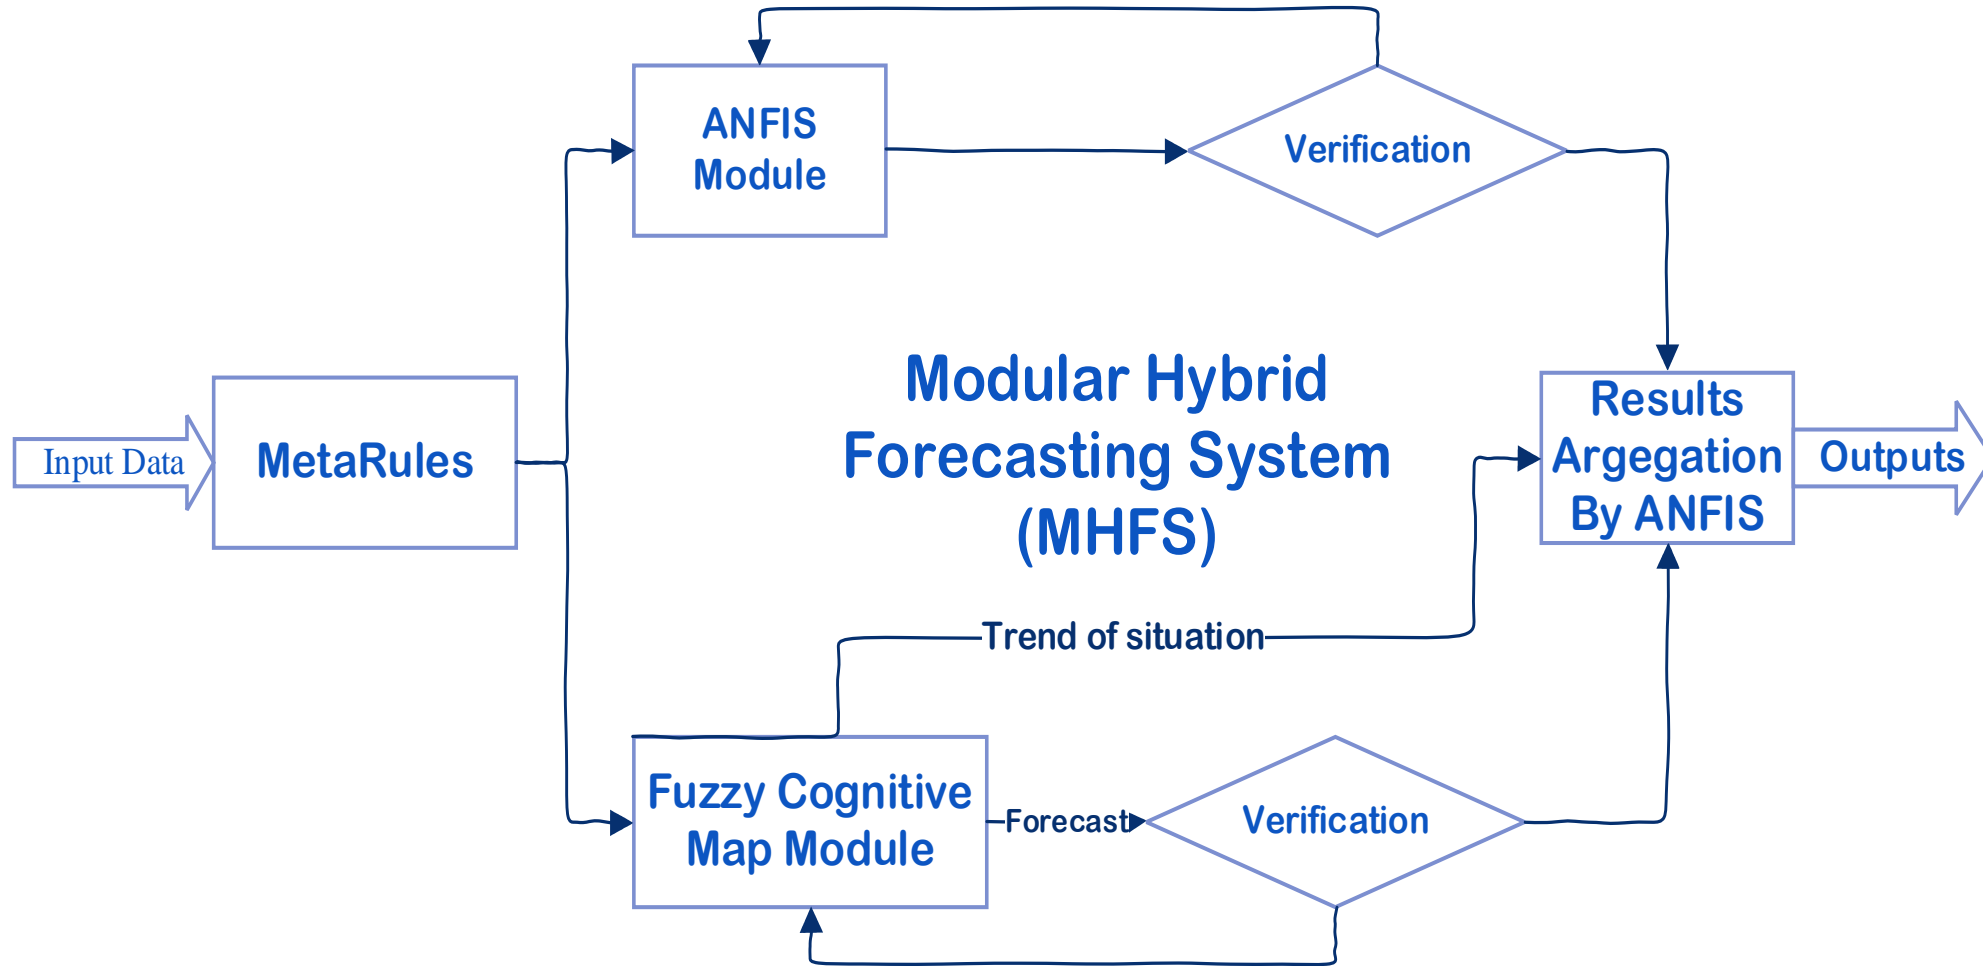 ANFIS
Module
Verification
Modular Hybrid
Forecasting System
(MHFS)
Input Data
MetaRules
Results
Argegation
By ANFIS
Outputs
Trend of situation
Fuzzy Cognitive
Map Module
Forecast
Verification